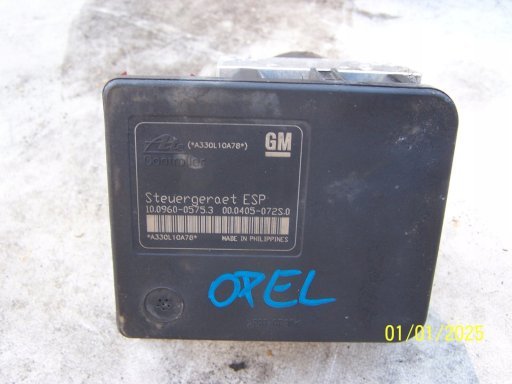 Ate (*A330L10A78*) GM
Controller
Steuergeraet ESP
10.0960-0575.3 00.0405-072S.0
*A330L10A78* MADE IN PHILIPPINES
OPEL
01/01/2025